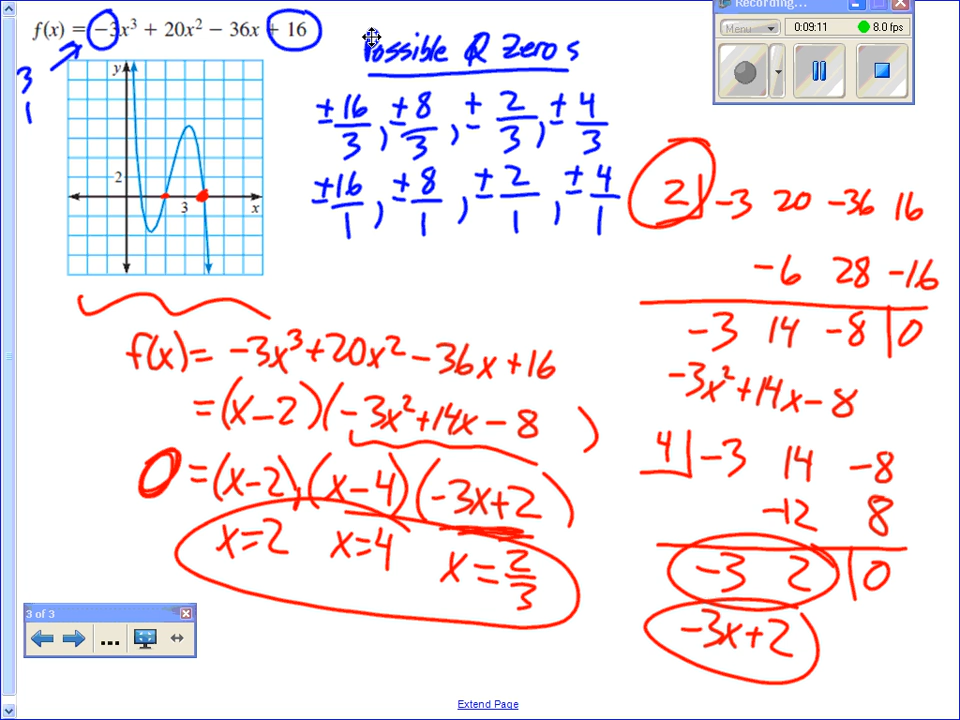 f(x) = −3x³ + 20x² − 36x + 16
3
1
y
2
3
x
Possible Q Zeros
±16/3, ±8/3, ±2/3, ±4/3
±16/1, ±8/1, ±2/1, ±4/1
Recording...
Menu
0:09:11
8.0 fps
2| -3 20 -36 16
-6 28 -16
-3 14 -8 |0
-3x²+14x-8
4| -3 14 -8
-12 8
-3 2 |0
-3x+2
f(x) = -3x³+20x²-36x+16
=(x-2)(-3x²+14x-8)
0=(x-2)(x-4)(-3x+2)
x=2 x=4 x=2/3
3 of 3
...
Extend Page